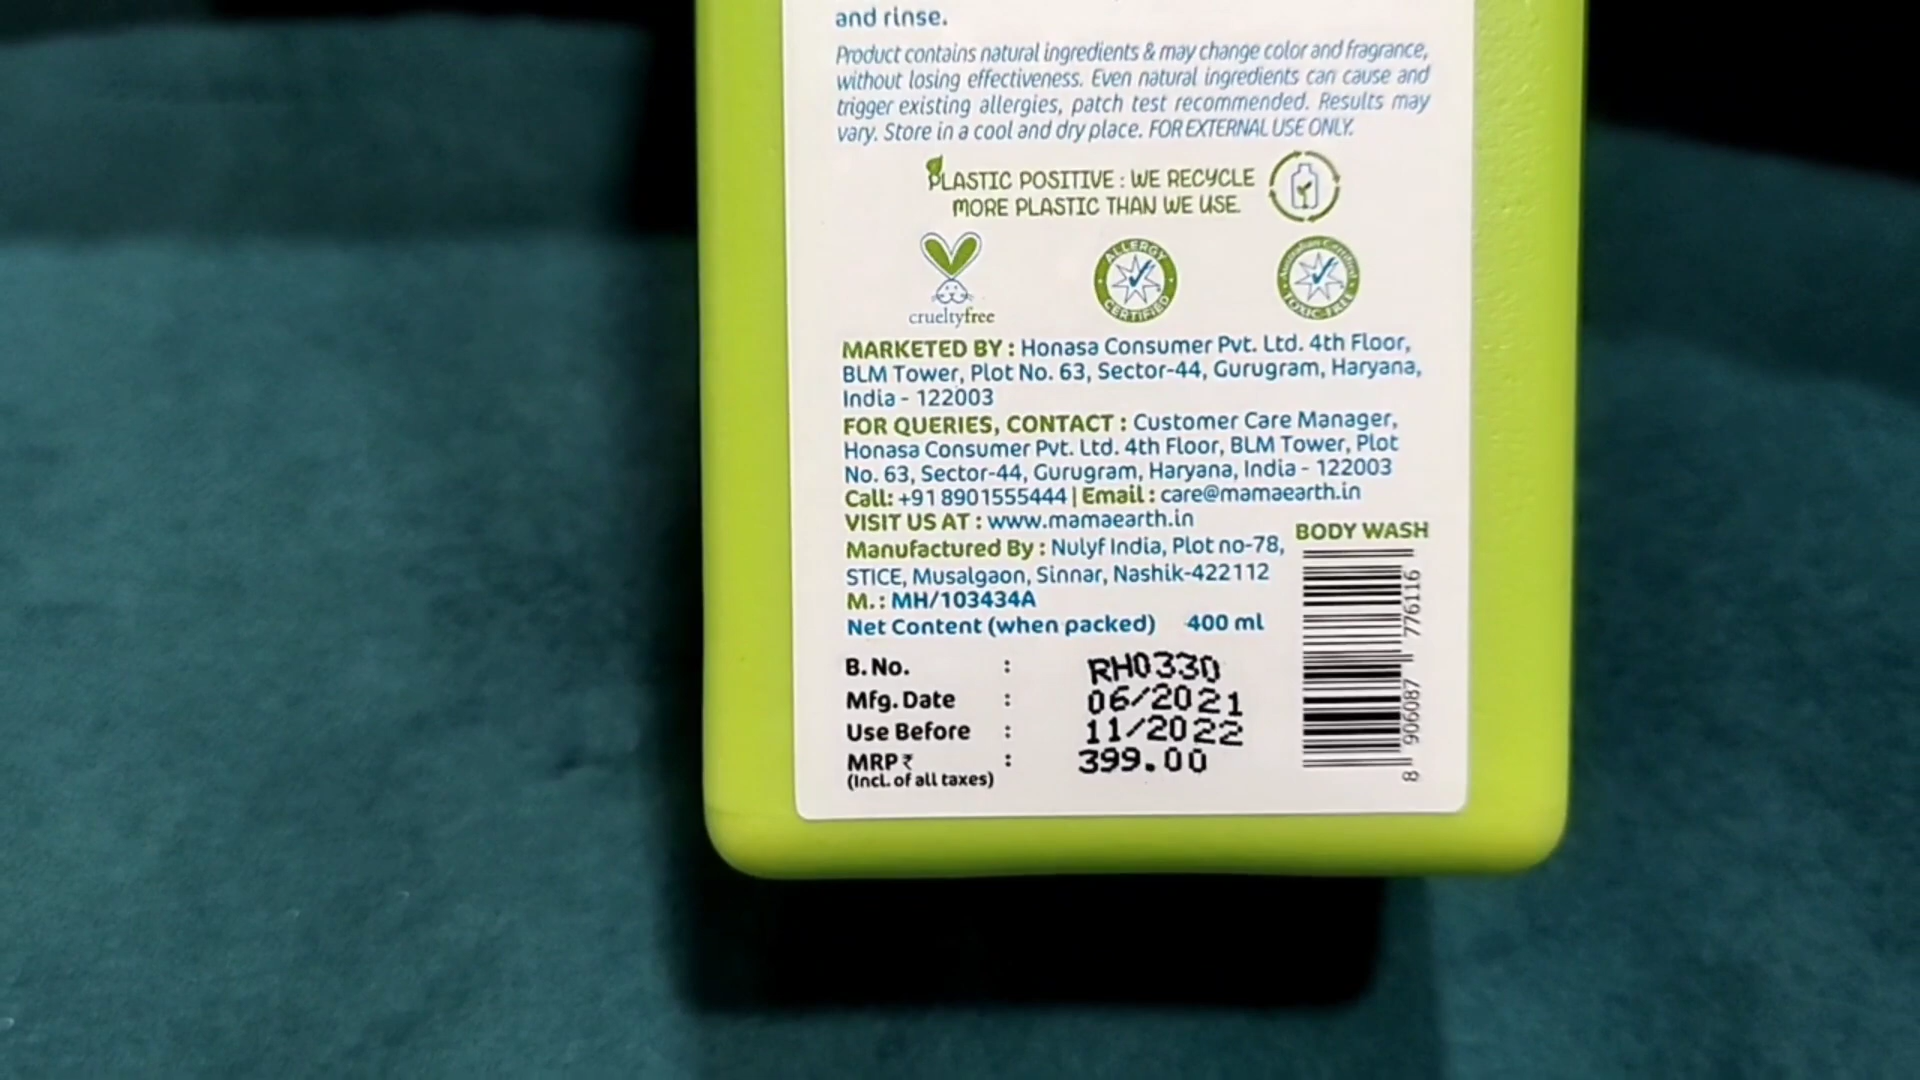 and rinse.
Product contains natural ingredients & may change color and fragrance,
without losing effectiveness. Even natural ingredients can cause and
trigger existing allergies, patch test recommended. Results may
vary. Store in a cool and dry place. FOR EXTERNAL USE ONLY.
PLASTIC POSITIVE : WE RECYCLE
MORE PLASTIC THAN WE USE.
crueltyfree
ALLERGY
CERTIFIED
Australian Certified
TOXIC-FREE
MARKETED BY : Honasa Consumer Pvt. Ltd. 4th Floor,
BLM Tower, Plot No. 63, Sector-44, Gurugram, Haryana,
India - 122003
FOR QUERIES, CONTACT : Customer Care Manager,
Honasa Consumer Pvt. Ltd. 4th Floor, BLM Tower, Plot
No. 63, Sector-44, Gurugram, Haryana, India - 122003
Call: +91 8901555444 | Email : care@mamaearth.in
VISIT US AT : www.mamaearth.in
BODY WASH
Manufactured By : Nulyf India, Plot no-78,
STICE, Musalgaon, Sinnar, Nashik-422112
M.: MH/103434A
Net Content (when packed) 400 ml
B. No. : RH0330
Mfg. Date : 06/2021
Use Before : 11/2022
MRP ₹ : 399.00
(Incl. of all taxes)
8 906087 776116